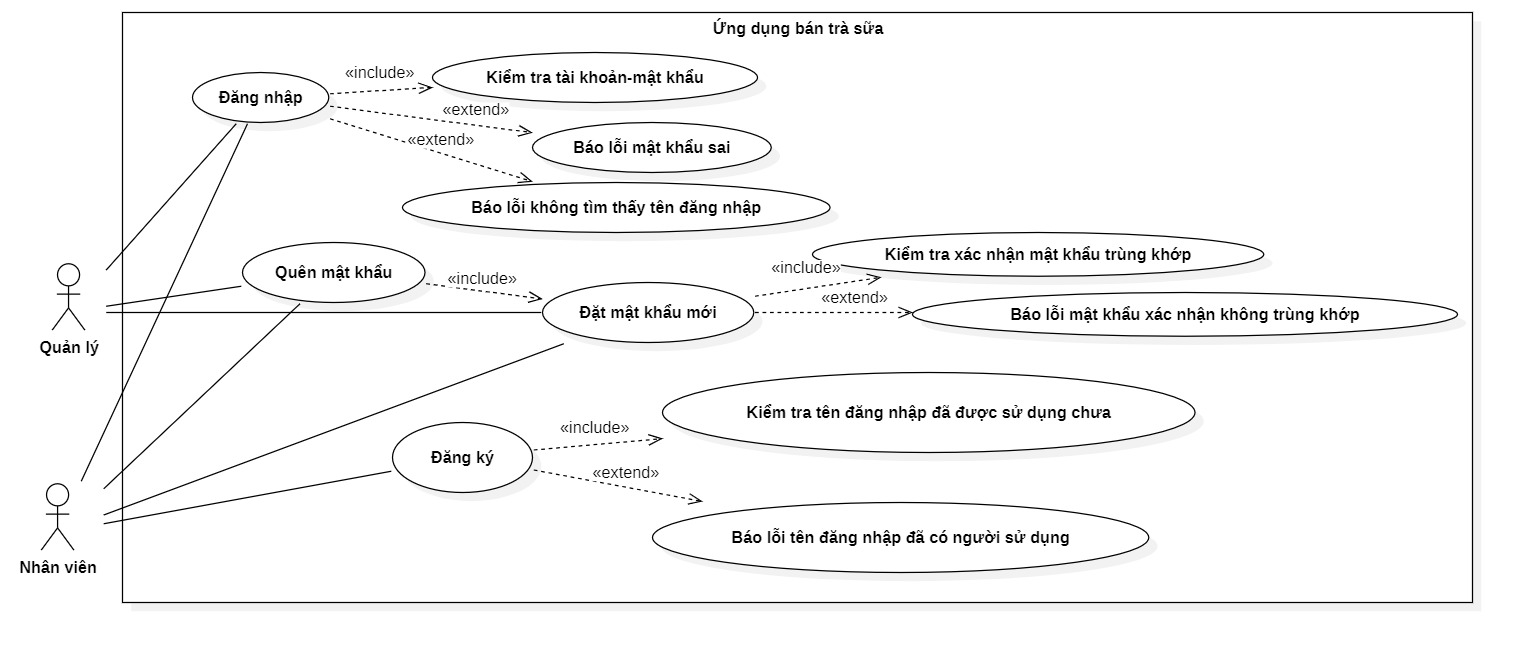 Ứng dụng bán trà sữa
«include»
Kiểm tra tài khoản-mật khẩu
Đăng nhập
«extend»
Báo lỗi mật khẩu sai
«extend»
Báo lỗi không tìm thấy tên đăng nhập
Kiểm tra xác nhận mật khẩu trùng khớp
Quên mật khẩu
«include»
«include»
«extend»
Đặt mật khẩu mới
Báo lỗi mật khẩu xác nhận không trùng khớp
Quản lý
Kiểm tra tên đăng nhập đã được sử dụng chưa
«include»
Đăng ký
«extend»
Báo lỗi tên đăng nhập đã có người sử dụng
Nhân viên